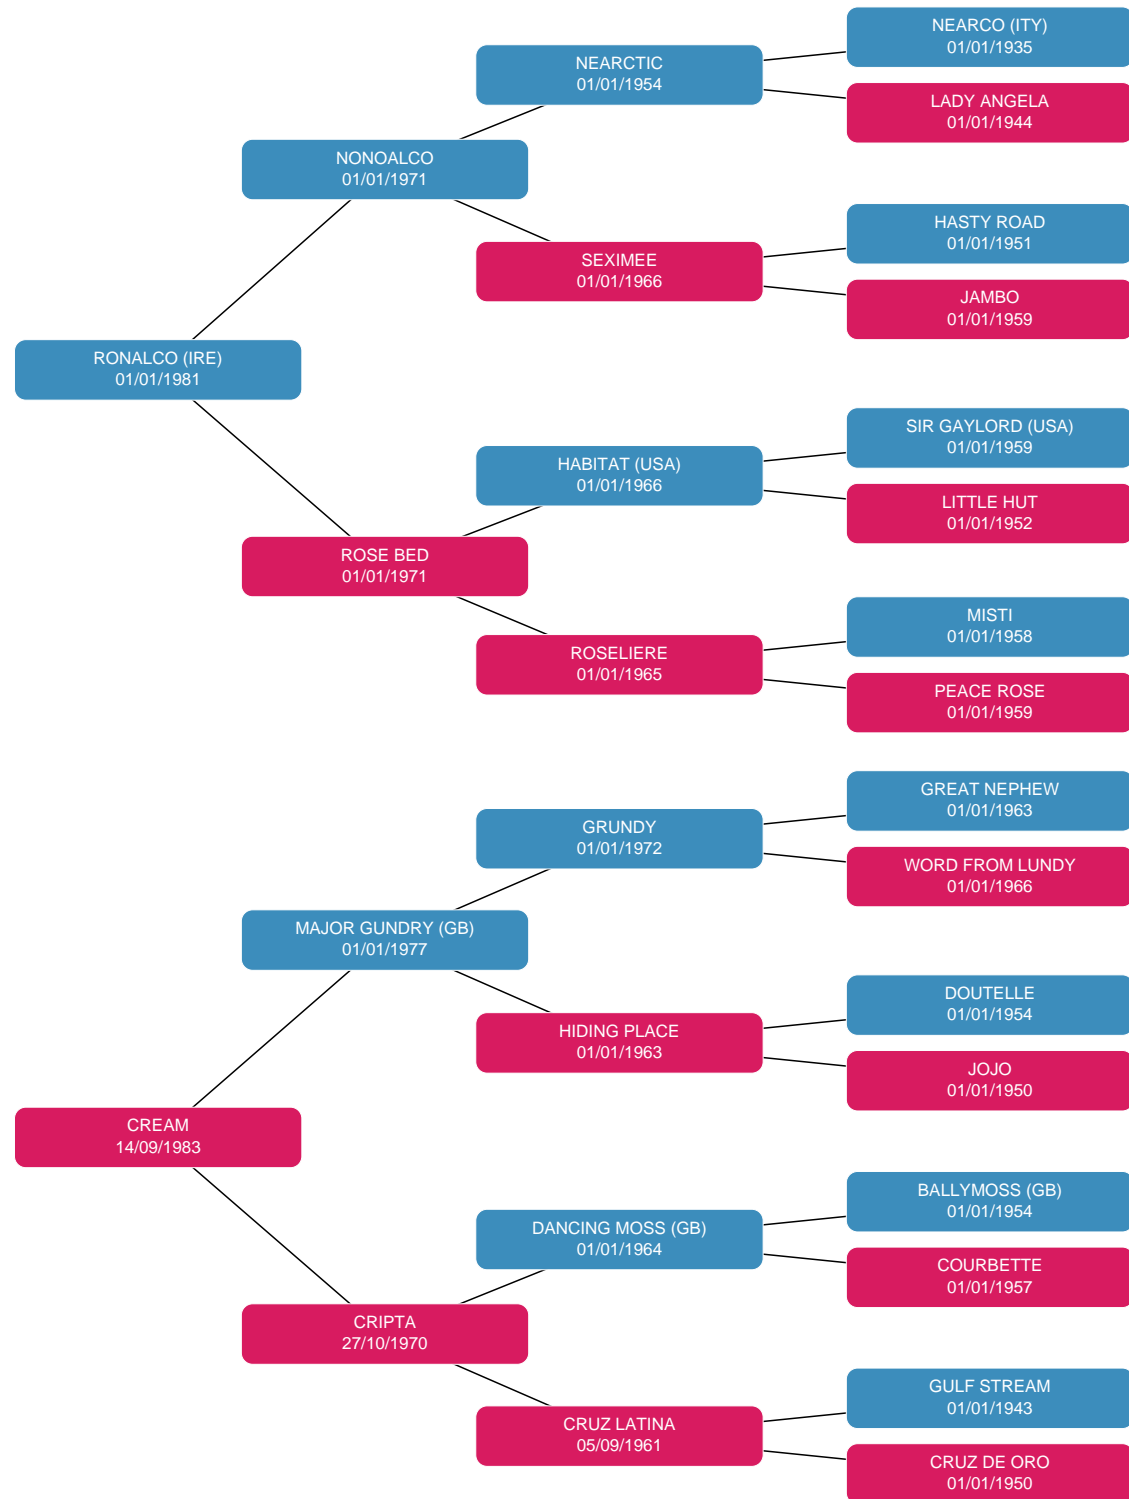 NEARCO (ITY)
01/01/1935
NEARCTIC
01/01/1954
LADY ANGELA
01/01/1944
NONOALCO
01/01/1971
HASTY ROAD
01/01/1951
SEXIMEE
01/01/1966
JAMBO
01/01/1959
RONALCO (IRE)
01/01/1981
SIR GAYLORD (USA)
01/01/1959
HABITAT (USA)
01/01/1966
LITTLE HUT
01/01/1952
ROSE BED
01/01/1971
MISTI
01/01/1958
ROSELIERE
01/01/1965
PEACE ROSE
01/01/1959
GREAT NEPHEW
01/01/1963
GRUNDY
01/01/1972
WORD FROM LUNDY
01/01/1966
MAJOR GUNDRY (GB)
01/01/1977
DOUTELLE
01/01/1954
HIDING PLACE
01/01/1963
JOJO
01/01/1950
CREAM
14/09/1983
BALLYMOSS (GB)
01/01/1954
DANCING MOSS (GB)
01/01/1964
COURBETTE
01/01/1957
CRIPTA
27/10/1970
GULF STREAM
01/01/1943
CRUZ LATINA
05/09/1961
CRUZ DE ORO
01/01/1950